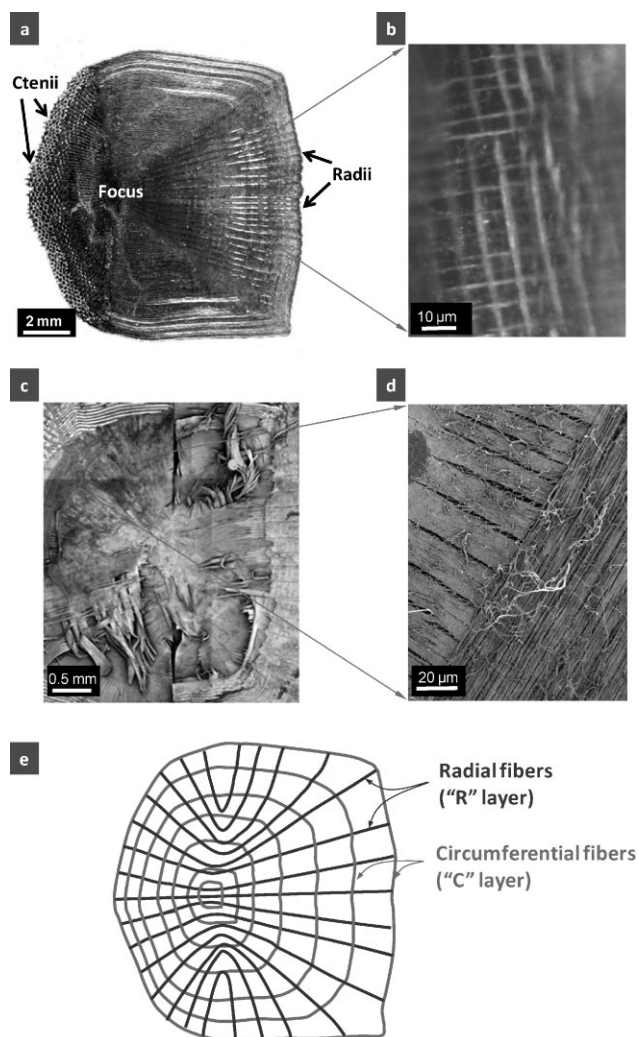 a
Ctenii
Focus
Radii
2 mm
b
10 µm
c
0.5 mm
d
20 µm
e
Radial fibers
("R" layer)
Circumferential fibers
("C" layer)